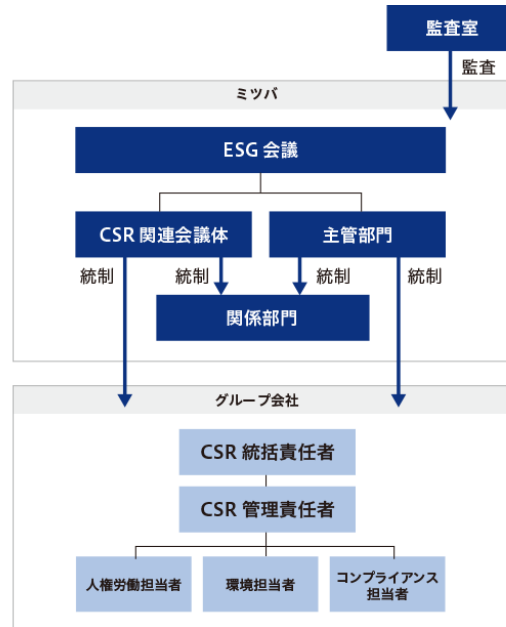 監査室
監査
ミツバ
ESG 会議
CSR 関連会議体
主管部門
統制
統制
統制
統制
関係部門
グループ会社
CSR 統括責任者
CSR 管理責任者
人権労働担当者
環境担当者
コンプライアンス
担当者